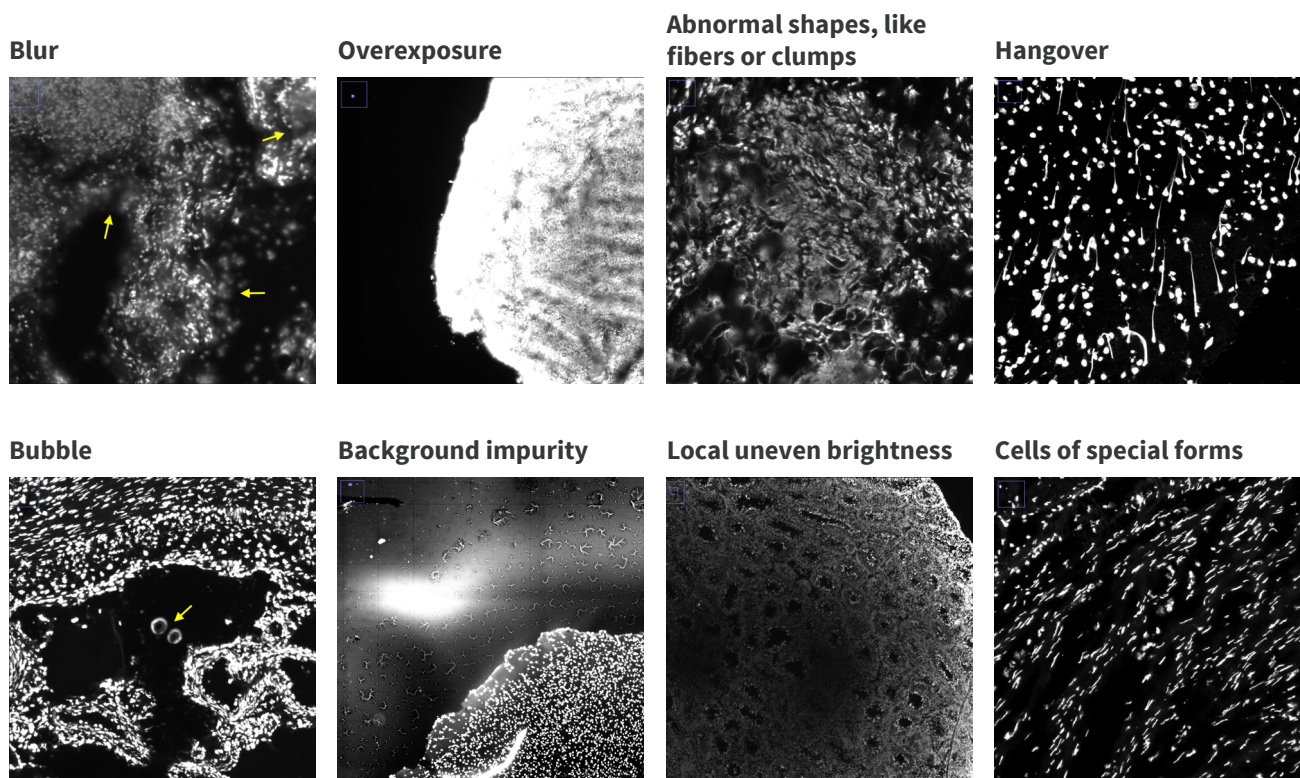 Blur
Overexposure
Abnormal shapes, like
fibers or clumps
Hangover
Bubble
Background impurity
Local uneven brightness
Cells of special forms